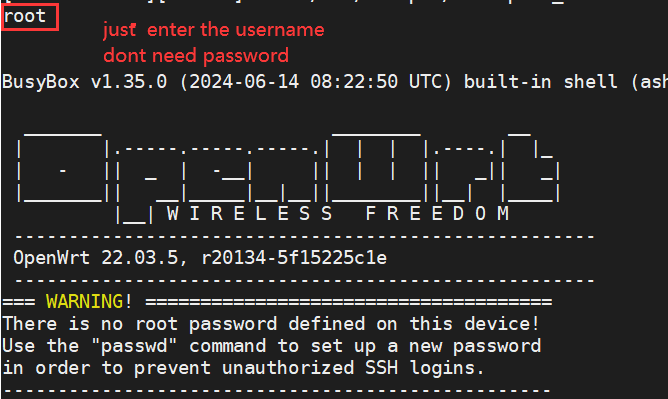 root
just enter the username
dont need password
BusyBox v1.35.0 (2024-06-14 08:22:50 UTC) built-in shell (ash
OpenWrt
W I R E L E S S   F R E E D O M
-----------------------------------------------------
OpenWrt 22.03.5, r20134-5f15225c1e
-----------------------------------------------------
=== WARNING! =====================================
There is no root password defined on this device!
Use the "passwd" command to set up a new password
in order to prevent unauthorized SSH logins.
--------------------------------------------------